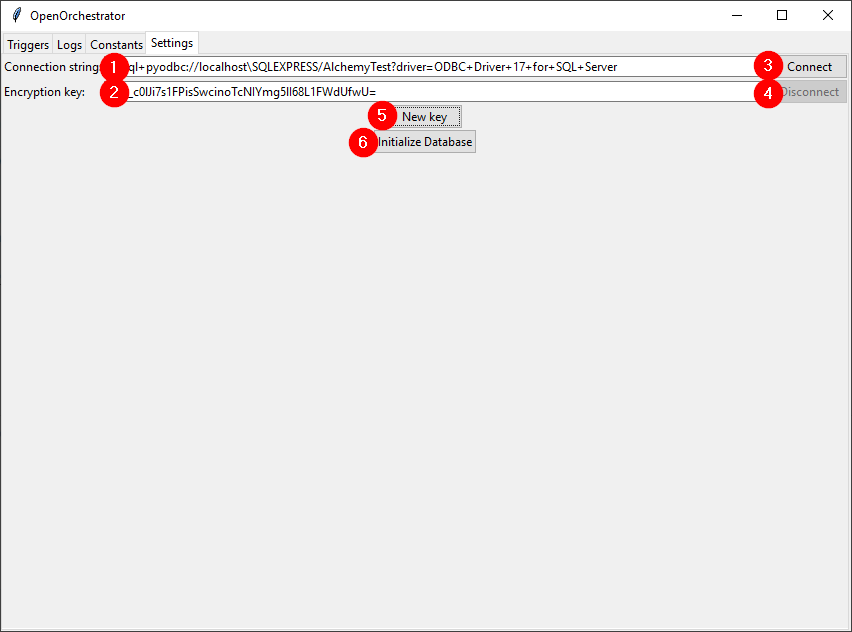 OpenOrchestrator
Triggers Logs Constants Settings
Connection string: 1 ql+pyodbc://localhost\SQLEXPRESS/AlchemyTest?driver=ODBC+Driver+17+for+SQL+Server 3 Connect
Encryption key: 2 4 Disconnect
5 New key
6 Initialize Database